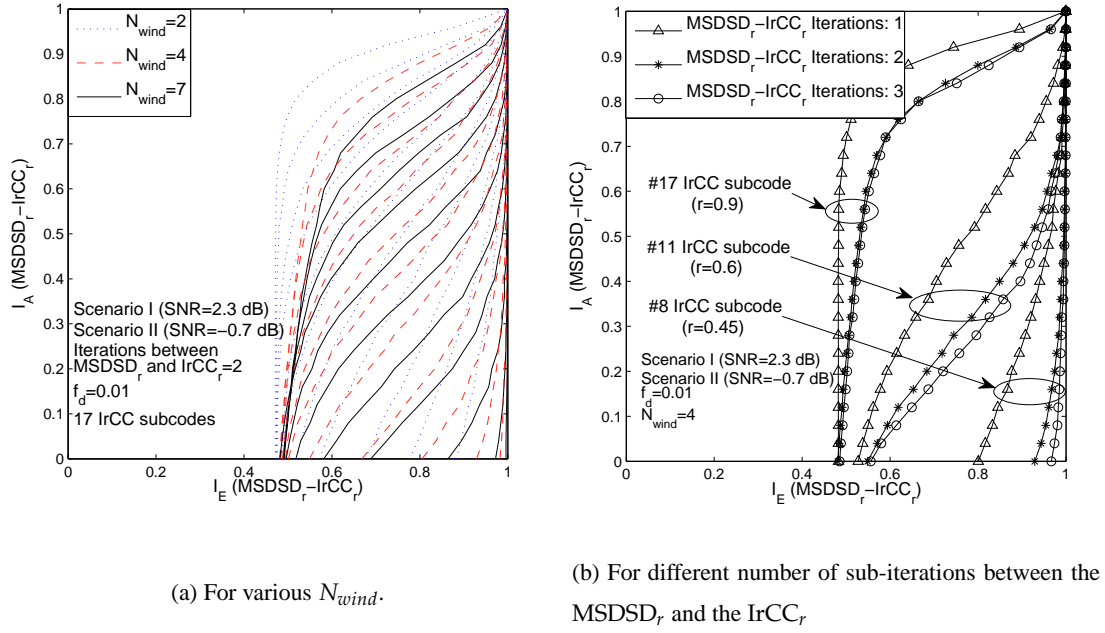 N_wind=2
N_wind=4
N_wind=7
1
0.9
0.8
0.7
0.6
0.5
0.4
0.3
0.2
0.1
0
I_A (MSDSD_r−IrCC_r)
Scenario I (SNR=2.3 dB)
Scenario II (SNR=−0.7 dB)
Iterations between
MSDSD_r and IrCC_r=2
f_d=0.01
17 IrCC subcodes
0 0.2 0.4 0.6 0.8 1
I_E (MSDSD_r−IrCC_r)
(a) For various N_wind.
MSDSD_r−IrCC_r Iterations: 1
MSDSD_r−IrCC_r Iterations: 2
MSDSD_r−IrCC_r Iterations: 3
1
0.9
0.8
0.7
0.6
0.5
0.4
0.3
0.2
0.1
0
I_A (MSDSD_r−IrCC_r)
#17 IrCC subcode
(r=0.9)
#11 IrCC subcode
(r=0.6)
#8 IrCC subcode
(r=0.45)
Scenario I (SNR=2.3 dB)
Scenario II (SNR=−0.7 dB)
f_d=0.01
N_wind=4
0 0.2 0.4 0.6 0.8 1
I_E (MSDSD_r−IrCC_r)
(b) For different number of sub-iterations between the
MSDSD_r and the IrCC_r